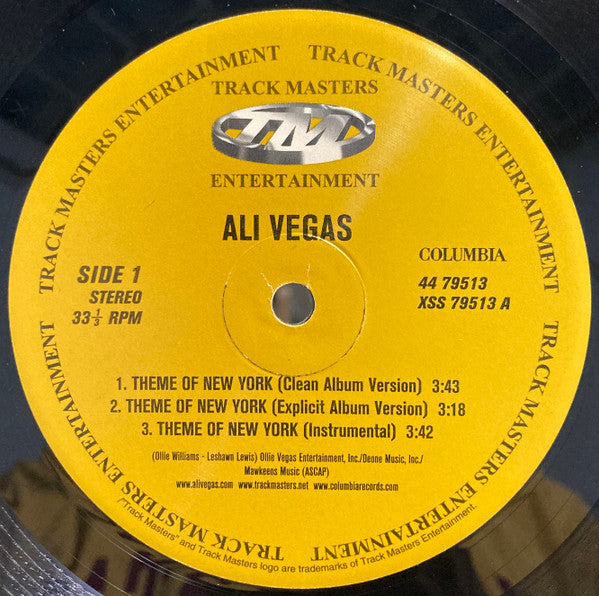 TRACK MASTERS ENTERTAINMENT
TRACK MASTERS ENTERTAINMENT
TRACK MASTERS ENTERTAINMENT
TRACK MASTERS ENTERTAINMENT
TRACK MASTERS
TM
ENTERTAINMENT
ALI VEGAS
COLUMBIA
SIDE 1
STEREO
33⅓ RPM
44 79513
XSS 79513 A
1. THEME OF NEW YORK (Clean Album Version) 3:43
2. THEME OF NEW YORK (Explicit Album Version) 3:18
3. THEME OF NEW YORK (Instrumental) 3:42
(Ollie Williams - Leshawn Lewis) Ollie Vegas Entertainment, Inc./Deone Music, Inc./
Mawkeens Music (ASCAP)
www.alivegas.com www.trackmasters.net www.columbiarecords.com
"Track Masters" and Track Masters logo are trademarks of Track Masters Entertainment.